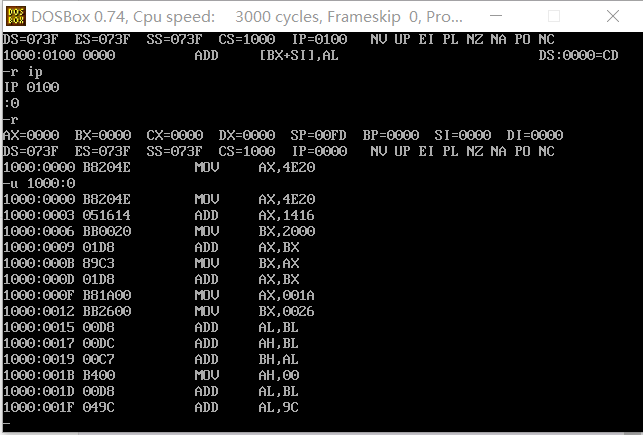 DOSBox 0.74, Cpu speed: 3000 cycles, Frameskip 0, Pro...
DS=073F ES=073F SS=073F CS=1000 IP=0100 NV UP EI PL NZ NA PO NC
1000:0100 0000 ADD [BX+SI],AL DS:0000=CD
-r ip
IP 0100
:0
-r
AX=0000 BX=0000 CX=0000 DX=0000 SP=00FD BP=0000 SI=0000 DI=0000
DS=073F ES=073F SS=073F CS=1000 IP=0000 NV UP EI PL NZ NA PO NC
1000:0000 B8204E MOV AX,4E20
-u 1000:0
1000:0000 B8204E MOV AX,4E20
1000:0003 051614 ADD AX,1416
1000:0006 BB0020 MOV BX,2000
1000:0009 01D8 ADD AX,BX
1000:000B 89C3 MOV BX,AX
1000:000D 01D8 ADD AX,BX
1000:000F B81A00 MOV AX,001A
1000:0012 BB2600 MOV BX,0026
1000:0015 00D8 ADD AL,BL
1000:0017 00DC ADD AH,BL
1000:0019 00C7 ADD BH,AL
1000:001B B400 MOV AH,00
1000:001D 00D8 ADD AL,BL
1000:001F 049C ADD AL,9C
-